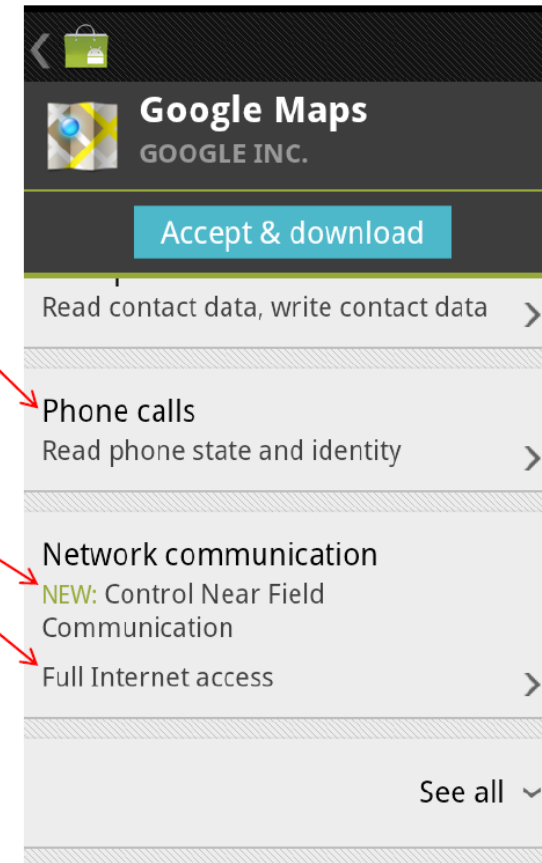 Google Maps
GOOGLE INC.
Accept & download
Read contact data, write contact data
Phone calls
Read phone state and identity
Network communication
NEW: Control Near Field
Communication
Full Internet access
See all